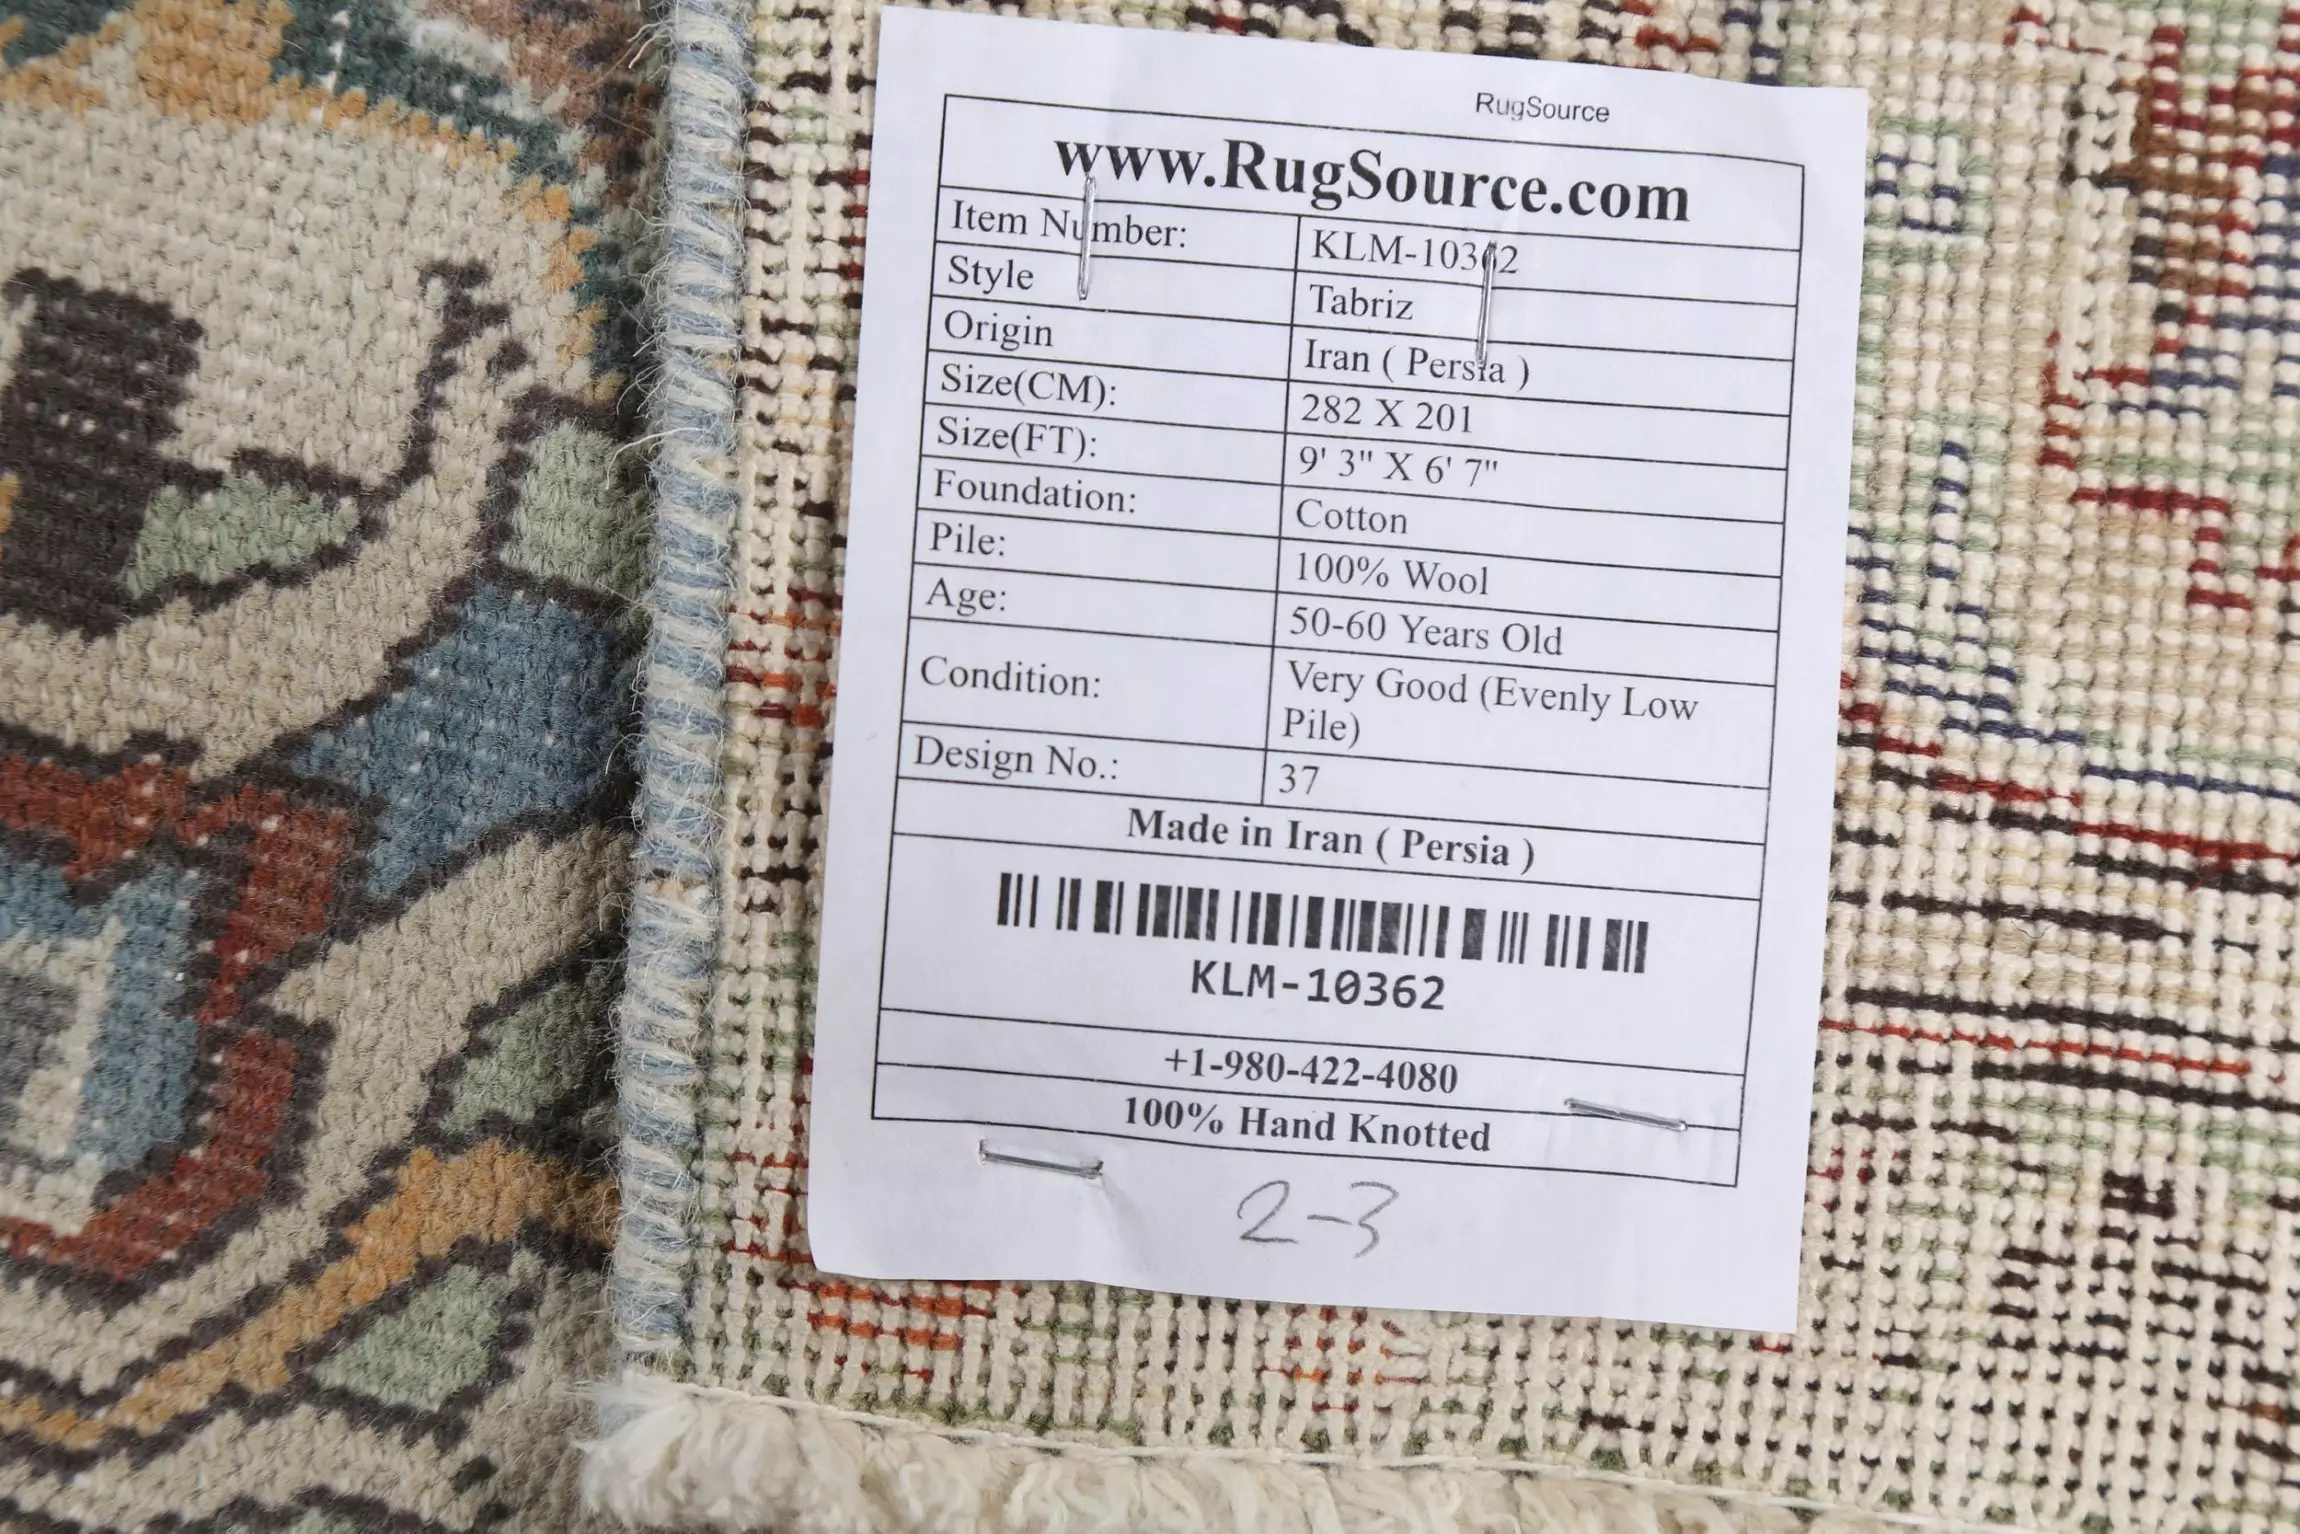 RugSource
www.RugSource.com
Item Number: KLM-10362
Style Tabriz
Origin Iran ( Persia )
Size(CM): 282 X 201
Size(FT): 9' 3" X 6' 7"
Foundation: Cotton
Pile: 100% Wool
Age: 50-60 Years Old
Condition: Very Good (Evenly Low
Pile)
Design No.: 37
Made in Iran ( Persia )
KLM-10362
+1-980-422-4080
100% Hand Knotted
2-3